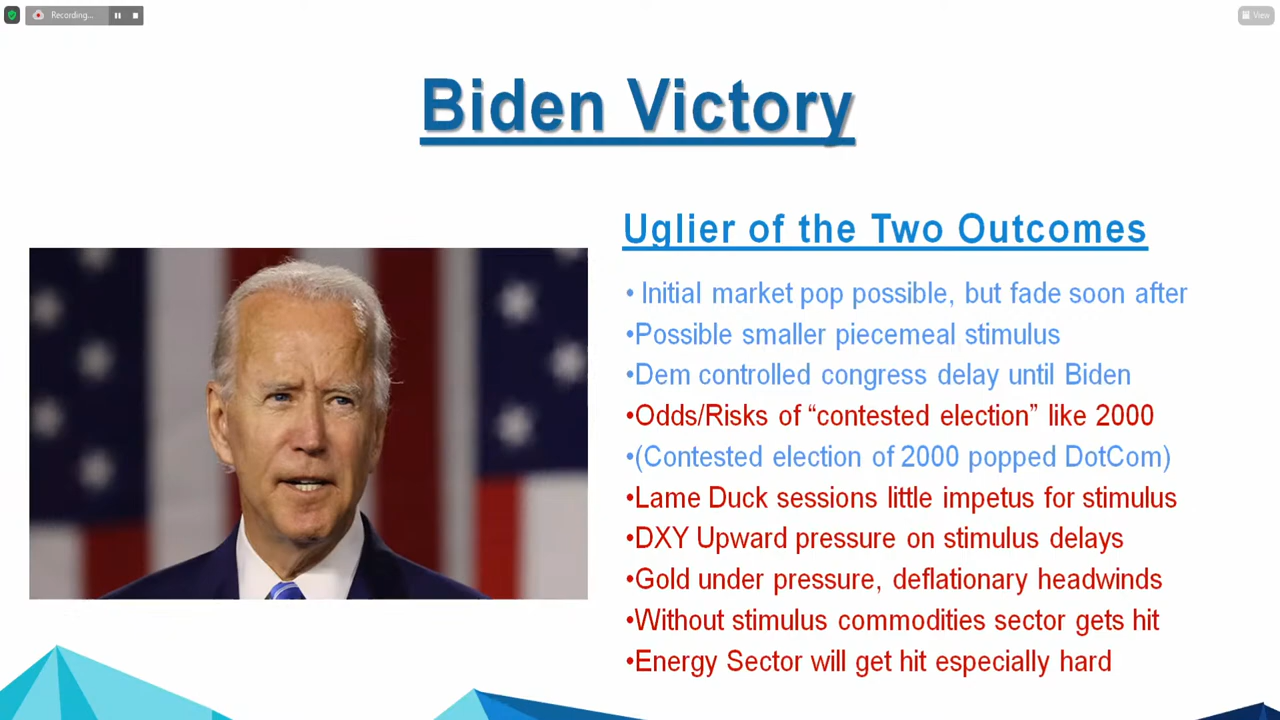 Recording...
View
Biden Victory
Uglier of the Two Outcomes
• Initial market pop possible, but fade soon after
•Possible smaller piecemeal stimulus
•Dem controlled congress delay until Biden
•Odds/Risks of “contested election” like 2000
•(Contested election of 2000 popped DotCom)
•Lame Duck sessions little impetus for stimulus
•DXY Upward pressure on stimulus delays
•Gold under pressure, deflationary headwinds
•Without stimulus commodities sector gets hit
•Energy Sector will get hit especially hard